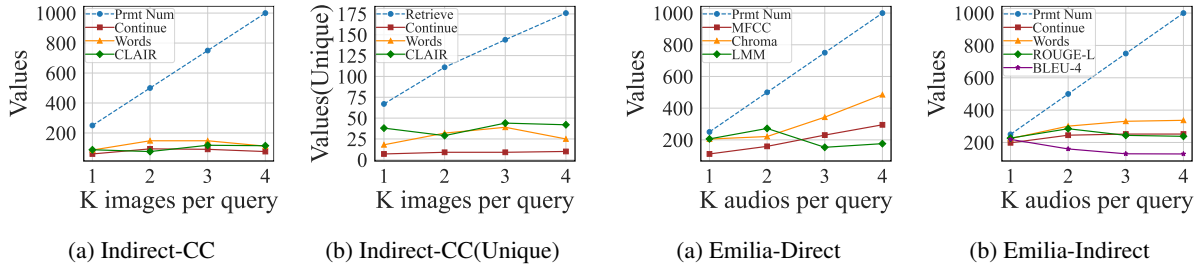 Values
1000
800
600
400
200
Prmt Num
Continue
Words
CLAIR
1 2 3 4
K images per query
(a) Indirect-CC
Values(Unique)
175
150
125
100
75
50
25
0
Retrieve
Continue
Words
CLAIR
1 2 3 4
K images per query
(b) Indirect-CC(Unique)
Values
1000
800
600
400
200
Prmt Num
MFCC
Chroma
LMM
1 2 3 4
K audios per query
(a) Emilia-Direct
Values
1000
800
600
400
200
Prmt Num
Continue
Words
ROUGE-L
BLEU-4
1 2 3 4
K audios per query
(b) Emilia-Indirect